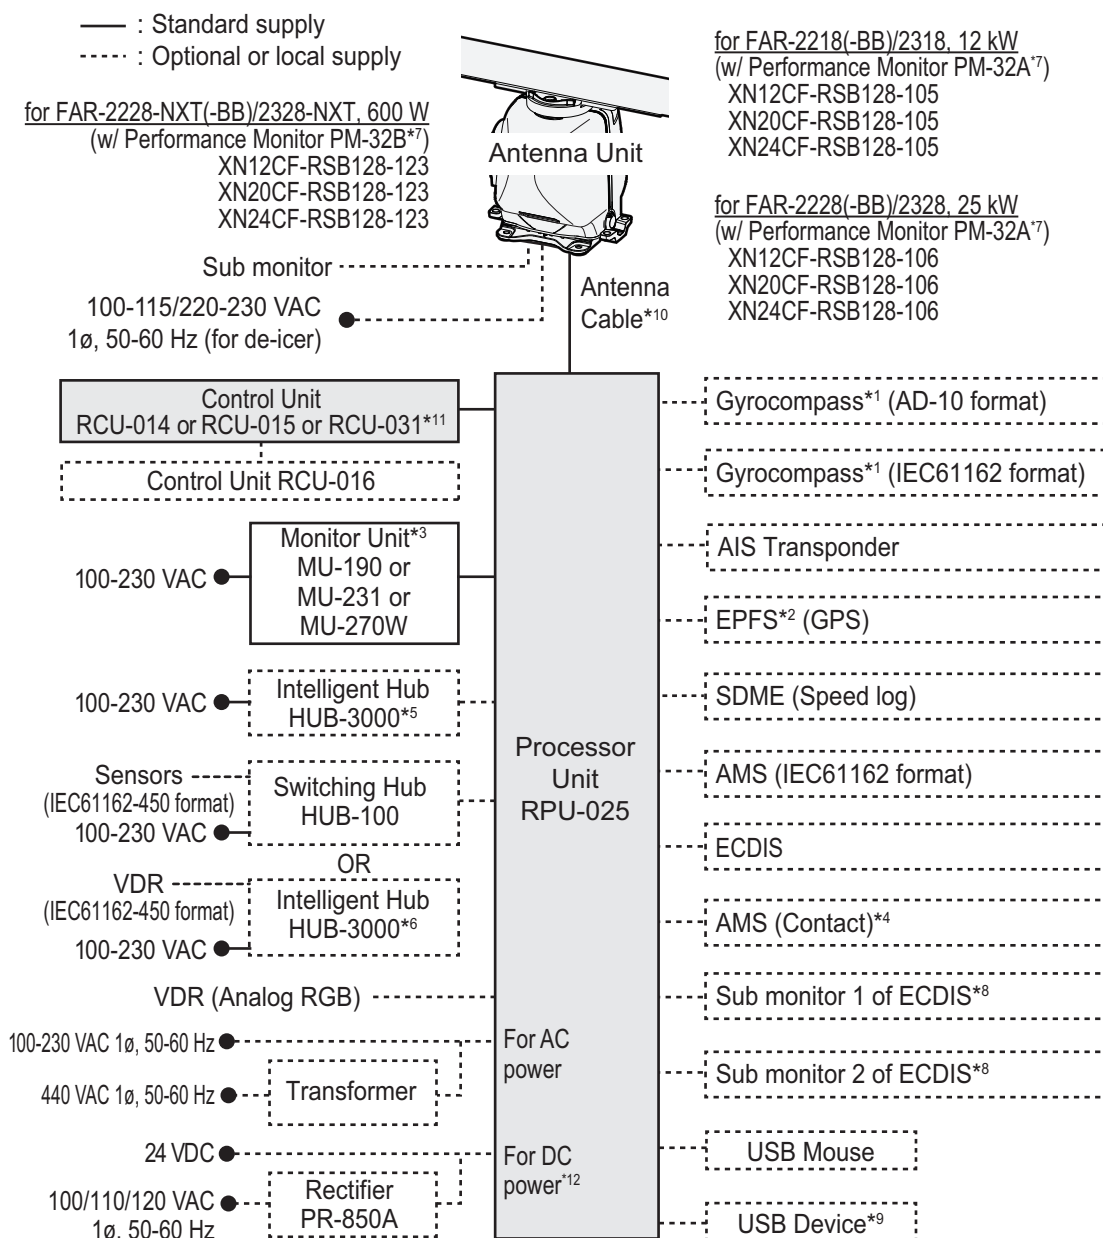 : Standard supply
: Optional or local supply
for FAR-2228-NXT(-BB)/2328-NXT, 600 W
(w/ Performance Monitor PM-32B*7)
XN12CF-RSB128-123
XN20CF-RSB128-123
XN24CF-RSB128-123
Antenna Unit
for FAR-2218(-BB)/2318, 12 kW
(w/ Performance Monitor PM-32A*7)
XN12CF-RSB128-105
XN20CF-RSB128-105
XN24CF-RSB128-105
for FAR-2228(-BB)/2328, 25 kW
(w/ Performance Monitor PM-32A*7)
XN12CF-RSB128-106
XN20CF-RSB128-106
XN24CF-RSB128-106
Sub monitor
100-115/220-230 VAC
1ø, 50-60 Hz (for de-icer)
Antenna
Cable*10
Control Unit
RCU-014 or RCU-015 or RCU-031*11
Control Unit RCU-016
100-230 VAC
Monitor Unit*3
MU-190 or
MU-231 or
MU-270W
100-230 VAC
Intelligent Hub
HUB-3000*5
Sensors
(IEC61162-450 format)
100-230 VAC
Switching Hub
HUB-100
OR
VDR
(IEC61162-450 format)
100-230 VAC
Intelligent Hub
HUB-3000*6
VDR (Analog RGB)
100-230 VAC 1ø, 50-60 Hz
440 VAC 1ø, 50-60 Hz
Transformer
24 VDC
100/110/120 VAC
1ø, 50-60 Hz
Rectifier
PR-850A
Processor
Unit
RPU-025
For AC
power
For DC
power*12
Gyrocompass*1 (AD-10 format)
Gyrocompass*1 (IEC61162 format)
AIS Transponder
EPFS*2 (GPS)
SDME (Speed log)
AMS (IEC61162 format)
ECDIS
AMS (Contact)*4
Sub monitor 1 of ECDIS*8
Sub monitor 2 of ECDIS*8
USB Mouse
USB Device*9